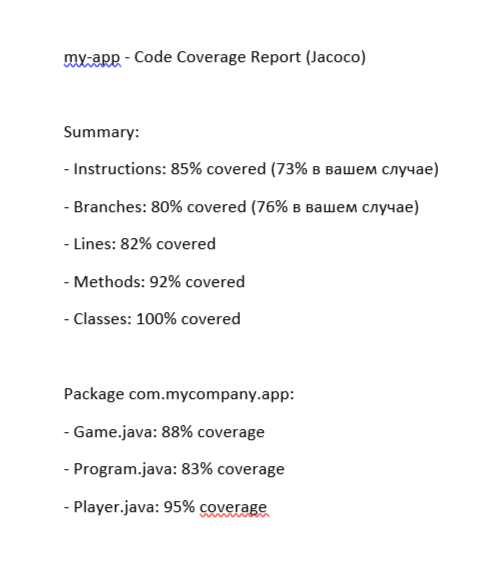 my-app - Code Coverage Report (Jacoco)
Summary:
- Instructions: 85% covered (73% в вашем случае)
- Branches: 80% covered (76% в вашем случае)
- Lines: 82% covered
- Methods: 92% covered
- Classes: 100% covered
Package com.mycompany.app:
- Game.java: 88% coverage
- Program.java: 83% coverage
- Player.java: 95% coverage